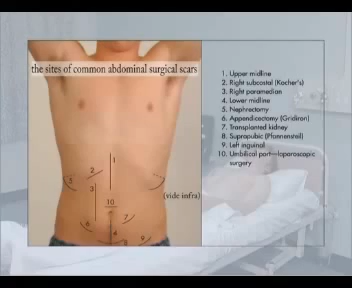 the sites of common abdominal surgical scars
1. Upper midline
2. Right subcostal (Kocher's)
3. Right paramedian
4. Lower midline
5. Nephrectomy
6. Appendicectomy (Gridiron)
7. Transplanted kidney
8. Suprapubic (Pfannensteil)
9. Left inguinal
10. Umbilical port—laparoscopic
surgery
1
2
3
5
(vide infra)
10
7
6
4
8
9